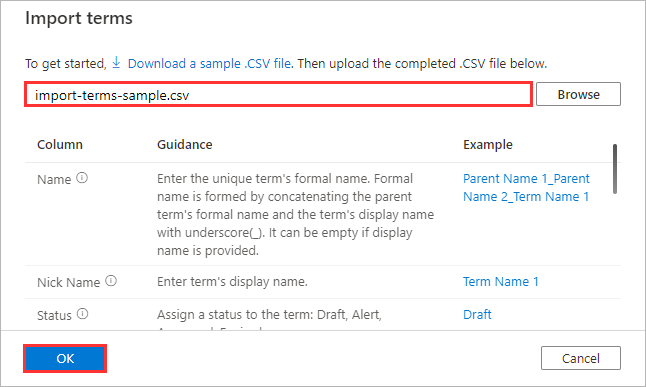 Import terms
To get started, Download a sample .CSV file. Then upload the completed .CSV file below.
import-terms-sample.csv Browse
Column Guidance Example
Name Enter the unique term's formal name. Formal Parent Name 1_Parent
name is formed by concatenating the parent Name 2_Term Name 1
term's formal name and the term's display name
with underscore(_). It can be empty if display
name is provided.
Nick Name Enter term's display name. Term Name 1
Status Assign a status to the term: Draft, Alert, Draft
OK Cancel